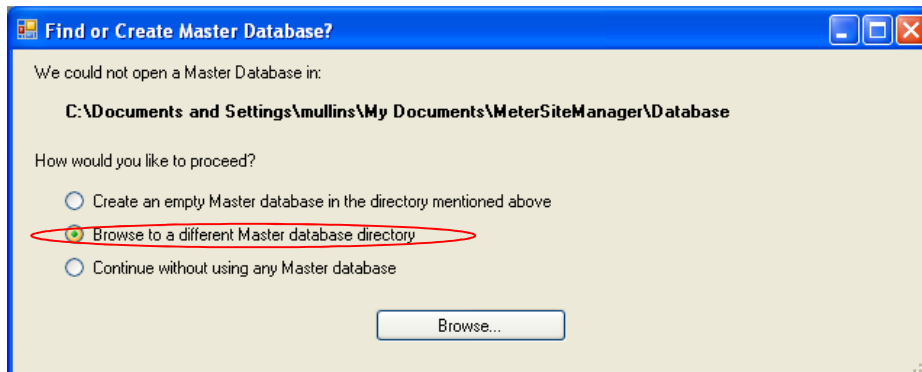 Find or Create Master Database?
We could not open a Master Database in:
C:\Documents and Settings\mullins\My Documents\MeterSiteManager\Database
How would you like to proceed?
Create an empty Master database in the directory mentioned above
Browse to a different Master database directory
Continue without using any Master database
Browse...